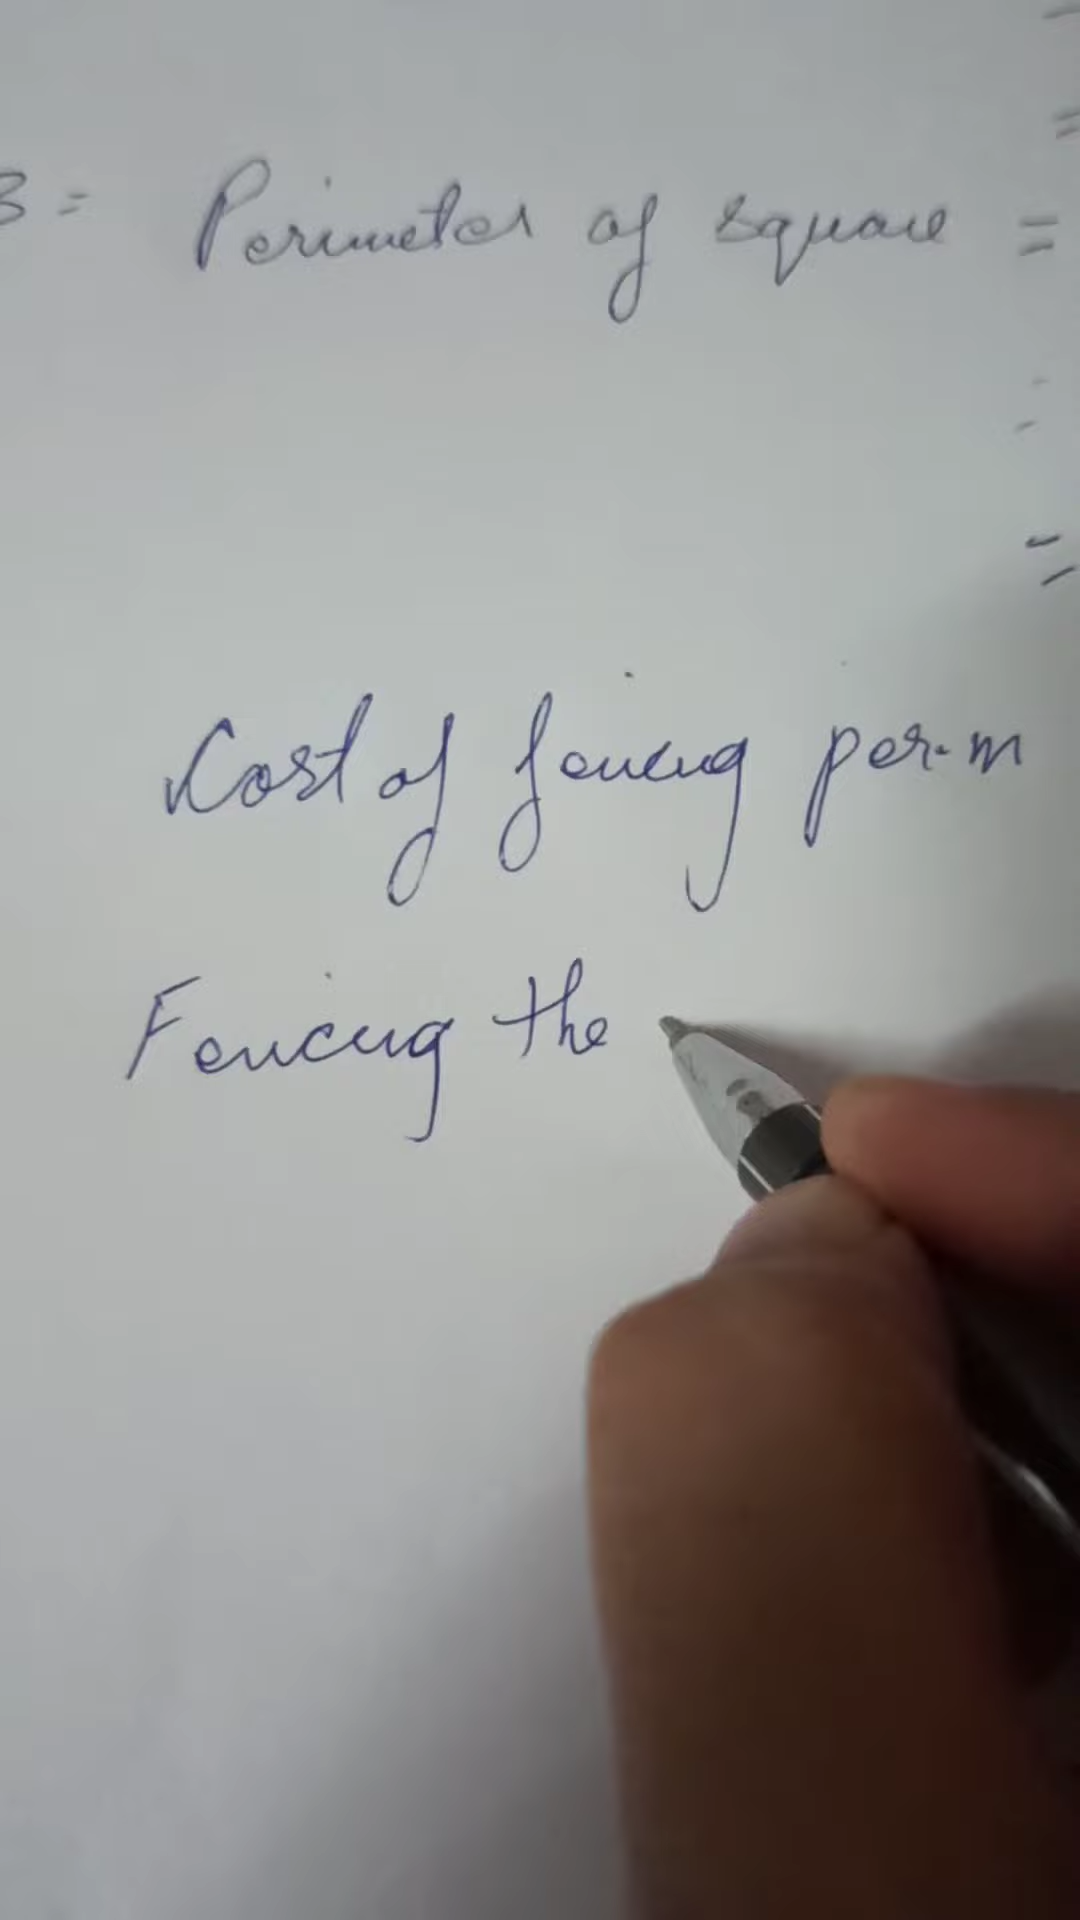 3 = Perimeter of square =
=
=
=
Cost of fencing per m
Fencing the